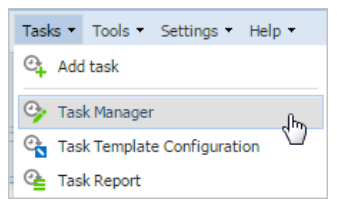 Tasks Tools Settings Help
Add task
Task Manager
Task Template Configuration
Task Report